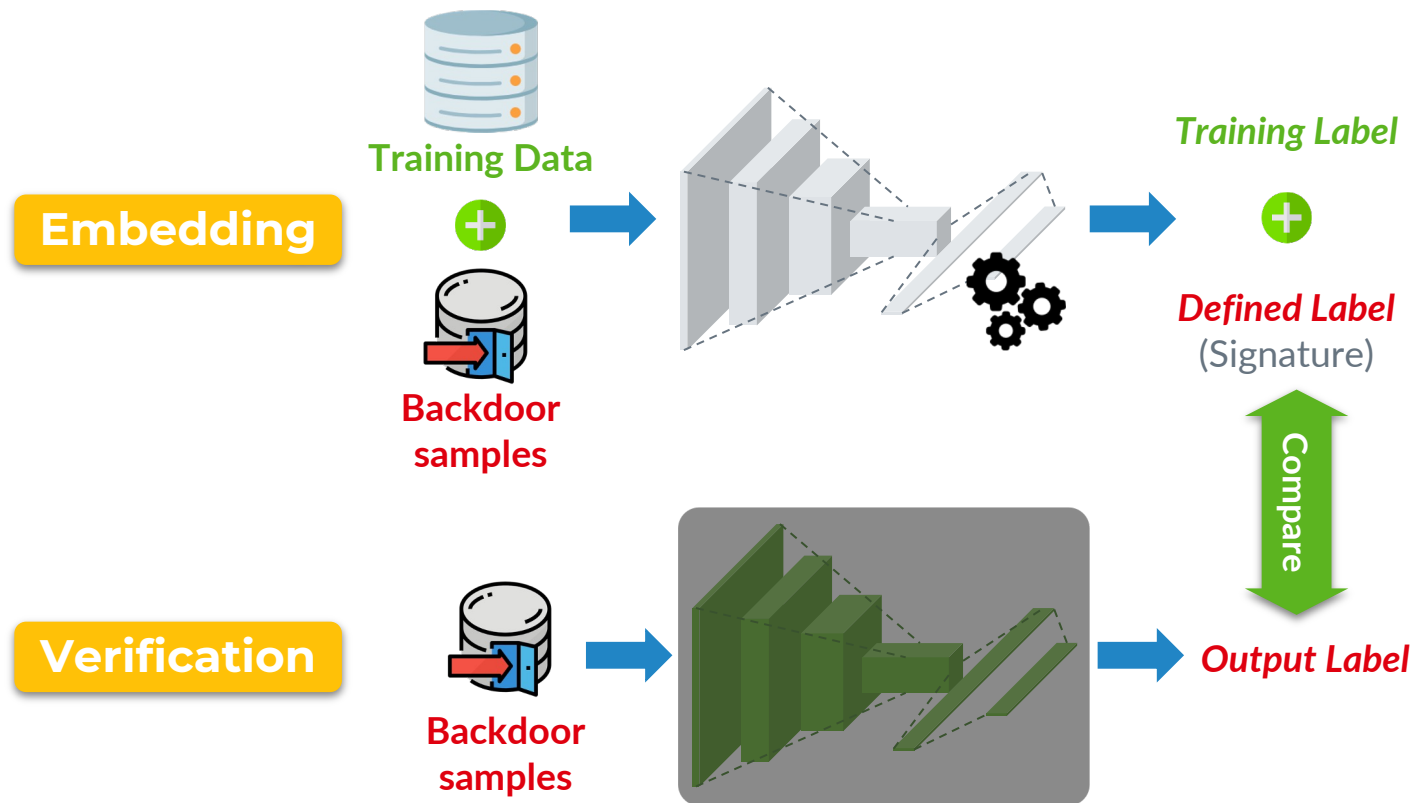 Training Data
Embedding
Backdoor
samples
Training Label
Defined Label
(Signature)
Compare
Verification
Backdoor
samples
Output Label